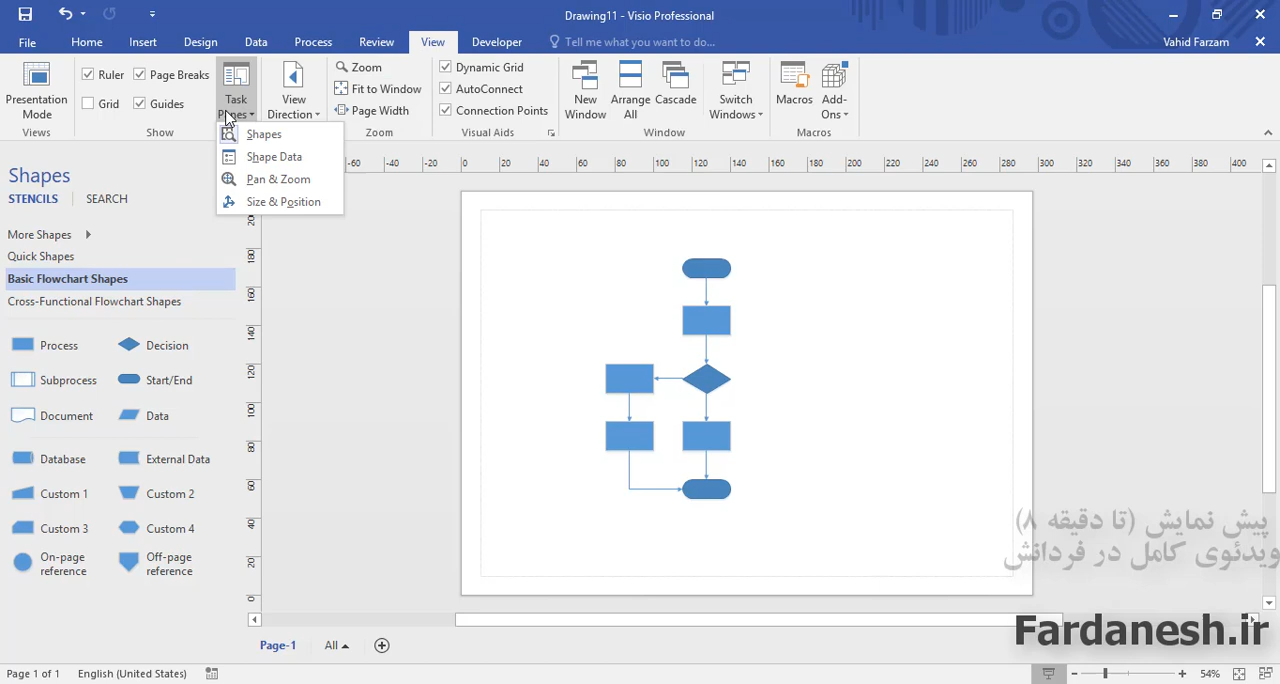 Drawing11 - Visio Professional
File Home Insert Design Data Process Review View Developer Tell me what you want to do... Vahid Farzam
Presentation Mode
Views
Ruler Page Breaks
Grid Guides
Show
Task Panes
View Direction
Zoom
Fit to Window
Page Width
Zoom
Dynamic Grid
AutoConnect
Connection Points
Visual Aids
New Window
Arrange All
Cascade
Switch Windows
Window
Macros
Add-Ons
Macros
Shapes
Shape Data
Pan & Zoom
Size & Position
Shapes
STENCILS SEARCH
More Shapes
Quick Shapes
Basic Flowchart Shapes
Cross-Functional Flowchart Shapes
Process Decision
Subprocess Start/End
Document Data
Database External Data
Custom 1 Custom 2
Custom 3 Custom 4
On-page reference
Off-page reference
-60 -40 -20 0 20 40 60 80 100 120 140 160 180 200 220 240 260 280 300 320 340 360 380 400
200
180
160
140
120
100
80
60
40
20
0
پیش نمایش (تا دقیقه ۸)
ویدئوی کامل در فردانش
Fardanesh.ir
Page-1 All
Page 1 of 1 English (United States) 54%